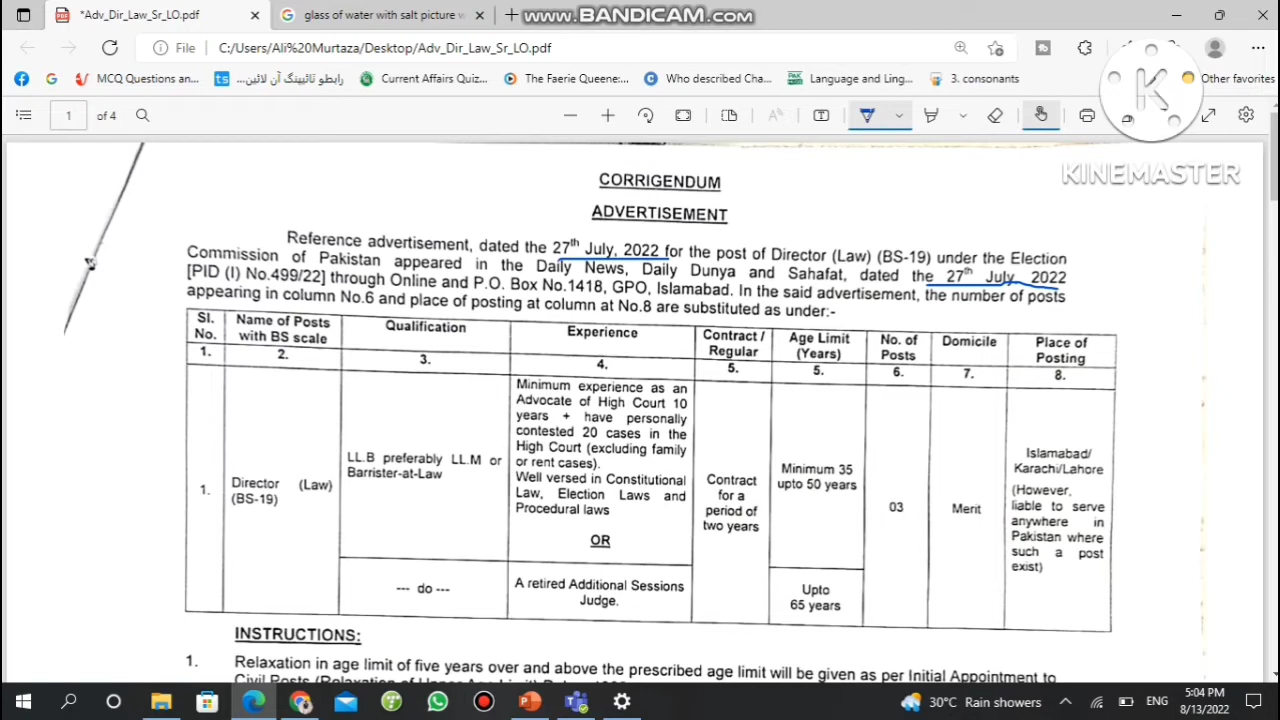 *Adv_Dir_Law_Sr_LO.pdf
glass of water with salt picture w
www.BANDICAM.com
File
C:/Users/Ali%20Murtaza/Desktop/Adv_Dir_Law_Sr_LO.pdf
MCQ Questions an...
رابطو تائيپنگ آن لائين...
Current Affairs Quiz...
The Faerie Queene:...
Who described Cha...
Language and Ling...
3. consonants
Other favorites
1 of 4
K
KINEMASTER
CORRIGENDUM
ADVERTISEMENT
Reference advertisement, dated the 27th July, 2022 for the post of Director (Law) (BS-19) under the Election
Commission of Pakistan appeared in the Daily News, Daily Dunya and Sahafat, dated the 27th July, 2022
[PID (I) No.499/22] through Online and P.O. Box No.1418, GPO, Islamabad. In the said advertisement, the number of posts
appearing in column No.6 and place of posting at column at No.8 are substituted as under:-
Sl. No.
Name of Posts with BS scale
Qualification
Experience
Contract / Regular
Age Limit (Years)
No. of Posts
Domicile
Place of Posting
1.
2.
3.
4.
5.
5.
6.
7.
8.
1.
Director (Law)
(BS-19)
LL.B preferably LL.M or
Barrister-at-Law
Minimum experience as an
Advocate of High Court 10
years + have personally
contested 20 cases in the
High Court (excluding family
or rent cases).
Well versed in Constitutional
Law, Election Laws and
Procedural laws
OR
Contract
for a
period of
two years
Minimum 35
upto 50 years
03
Merit
Islamabad/
Karachi/Lahore
(However,
liable to serve
anywhere in
Pakistan where
such a post
exist)
--- do ---
A retired Additional Sessions
Judge.
Upto
65 years
INSTRUCTIONS:
1. Relaxation in age limit of five years over and above the prescribed age limit will be given as per Initial Appointment to
30°C Rain showers
ENG
5:04 PM
8/13/2022